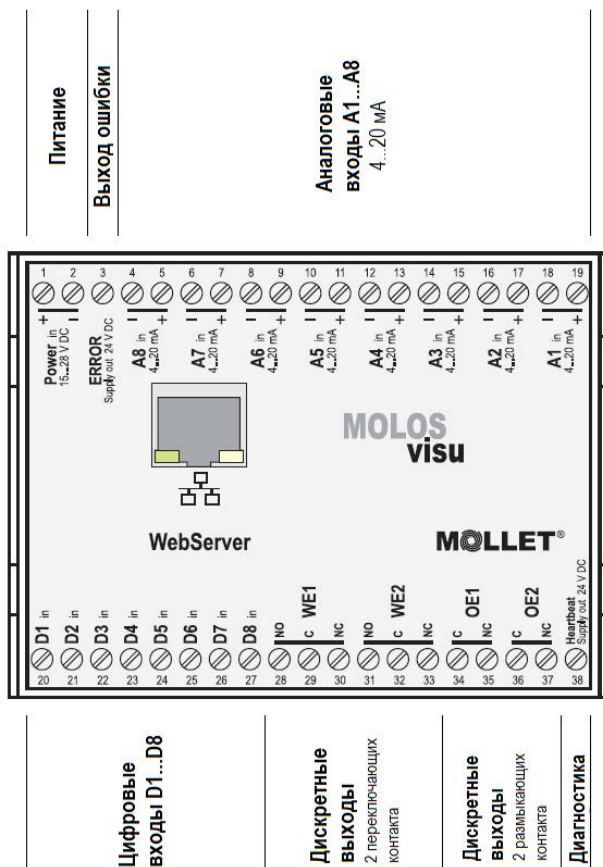 Питание
Выход ошибки
Аналоговые
входы A1...A8
4...20 мА
1 2 3 4 5 6 7 8 9 10 11 12 13 14 15 16 17 18 19
+ − − + − + − + − + − + − + − + − +
Power in
15...28 V DC
ERROR
Supply out 24 V DC
A8 in
4...20 mA
A7 in
4...20 mA
A6 in
4...20 mA
A5 in
4...20 mA
A4 in
4...20 mA
A3 in
4...20 mA
A2 in
4...20 mA
A1 in
4...20 mA
MOLOS
visu
WebServer
MOLLET®
D1 in
D2 in
D3 in
D4 in
D5 in
D6 in
D7 in
D8 in
NO
C
NC
WE1
NO
C
NC
WE2
C
NC
OE1
C
NC
OE2
Heartbeat
Supply out 24 V DC
20 21 22 23 24 25 26 27 28 29 30 31 32 33 34 35 36 37 38
Цифровые
входы D1...D8
Дискретные
выходы
2 переключающих
контакта
Дискретные
выходы
2 размыкающих
контакта
Диагностика